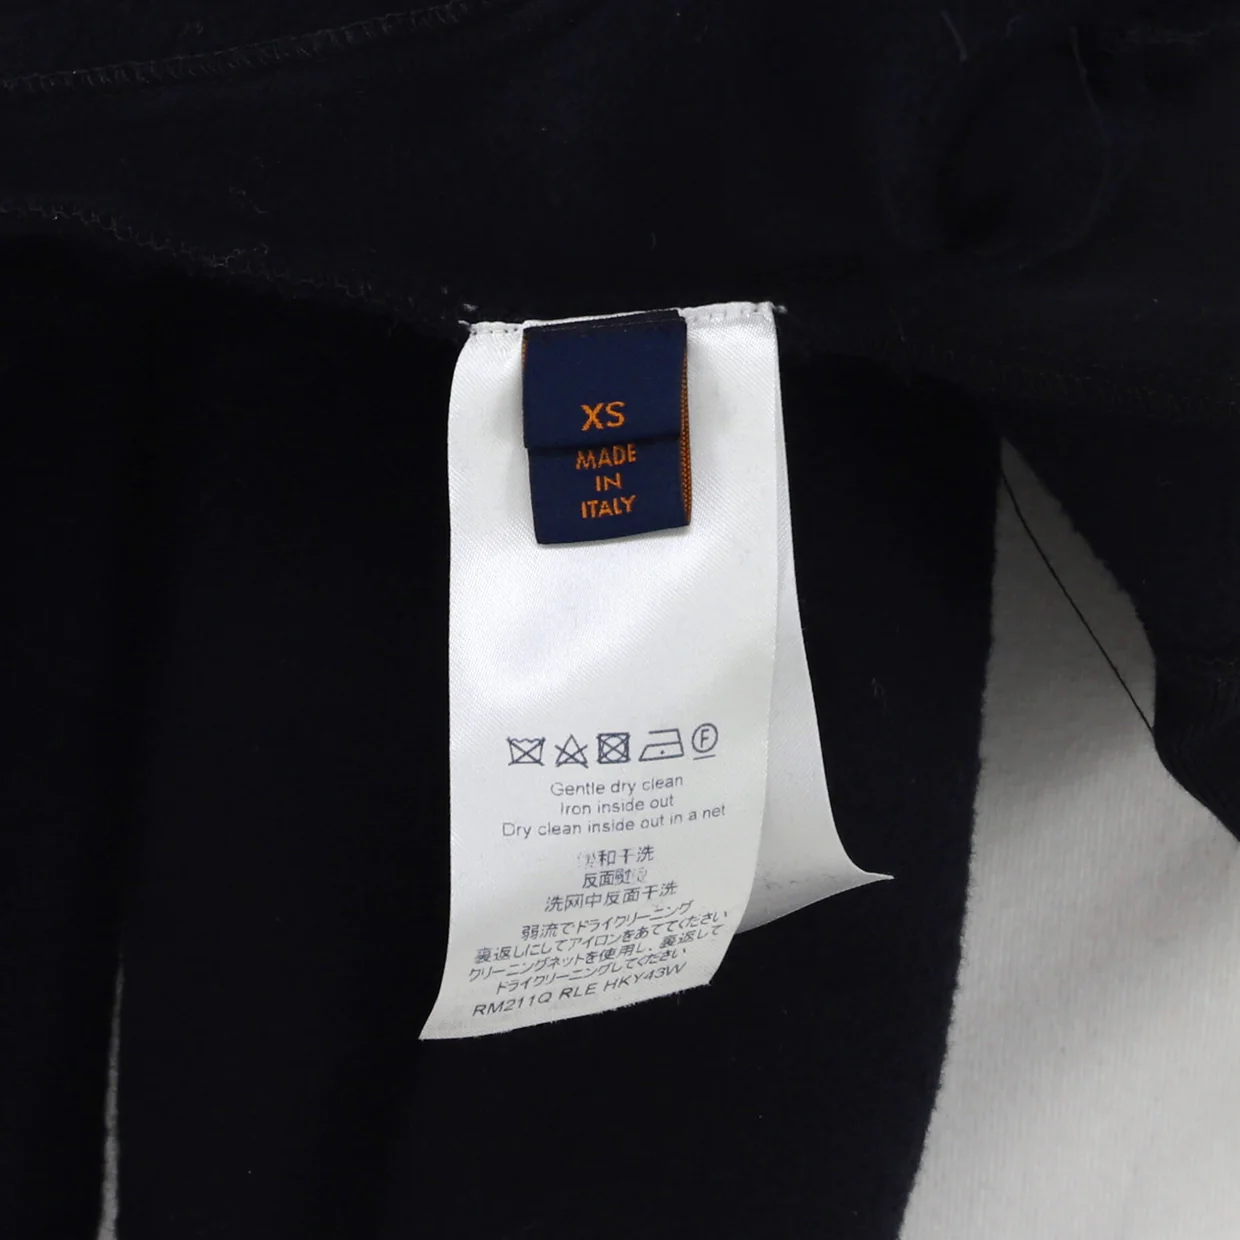 XS
MADE
IN
ITALY
F
Gentle dry clean
Iron inside out
Dry clean inside out in a net
和干洗
反面熨
洗网中反面干洗
弱流でドライクリーニング
裏返しにしてアイロンをあててください
クリーニングネットを使用し、裏返して
ドライクリーニングしてください
RM211Q RLE HKY43W